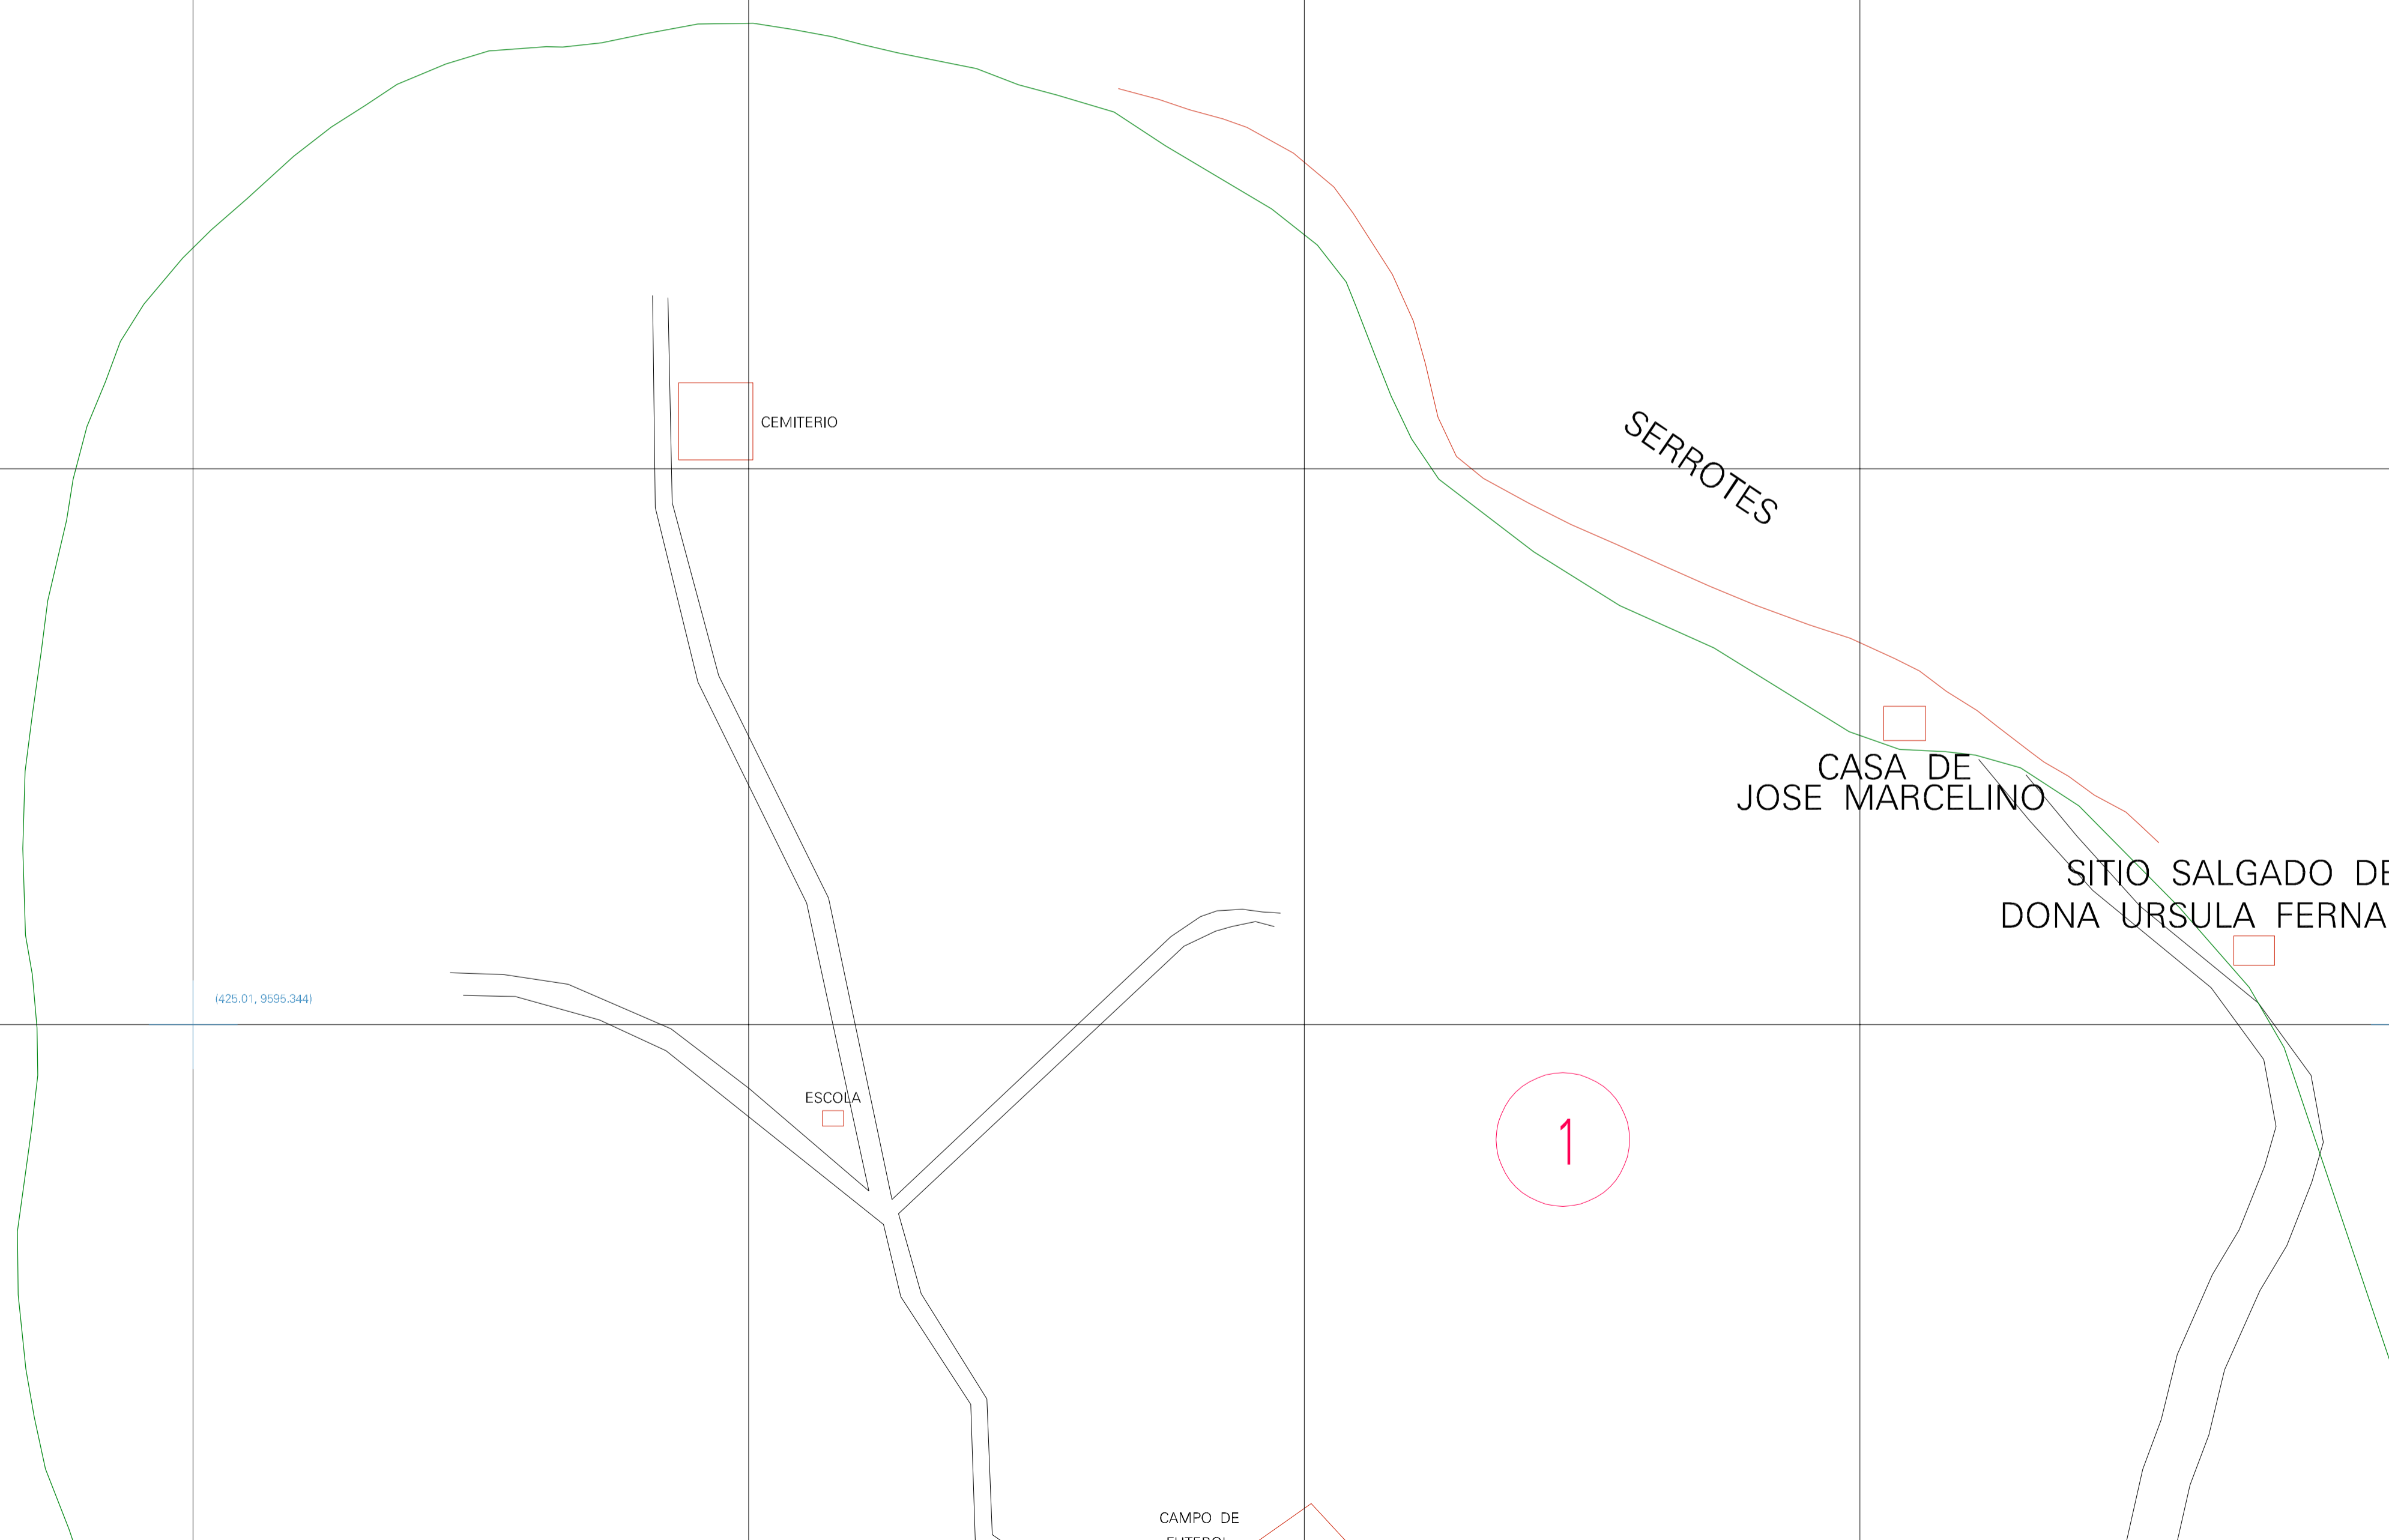 CEMITERIO
SERROTES
CASA DE
JOSE MARCELINO
SITIO SALGADO DE
DONA URSULA FERNA
(425.01, 9595.344)
ESCOLA
1
CAMPO DE
FUTEBOL